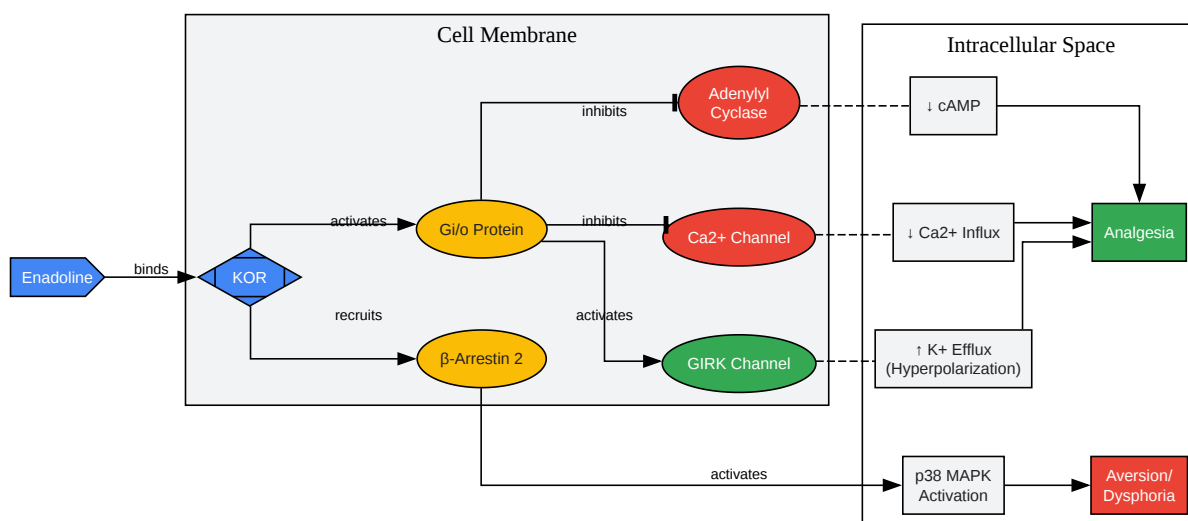 Cell Membrane
Intracellular Space
Adenylyl
Cyclase
inhibits
↓ cAMP
activates
Gi/o Protein
inhibits
Ca2+ Channel
↓ Ca2+ Influx
Analgesia
Enadoline
binds
KOR
recruits
activates
β-Arrestin 2
GIRK Channel
↑ K+ Efflux
(Hyperpolarization)
activates
p38 MAPK
Activation
Aversion/
Dysphoria